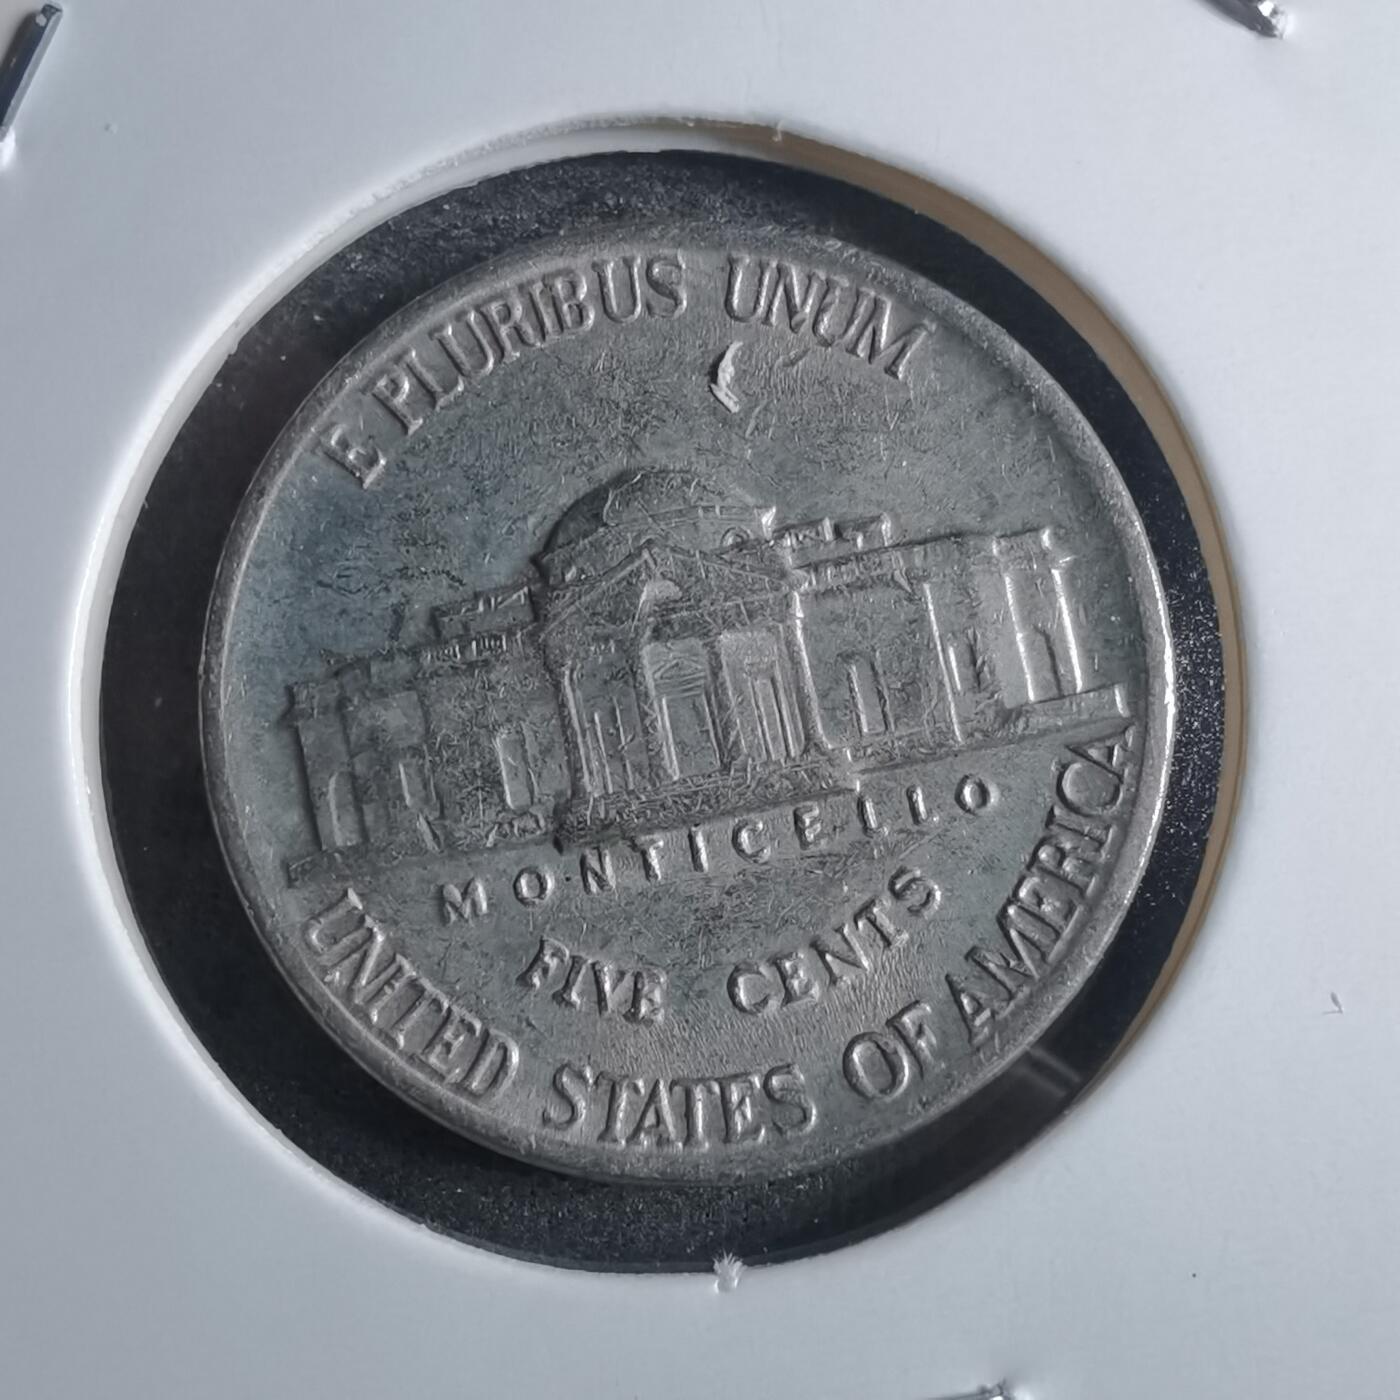 E PLURIBUS UNUM
MONTICELLO
FIVE CENTS
UNITED STATES OF AMERICA